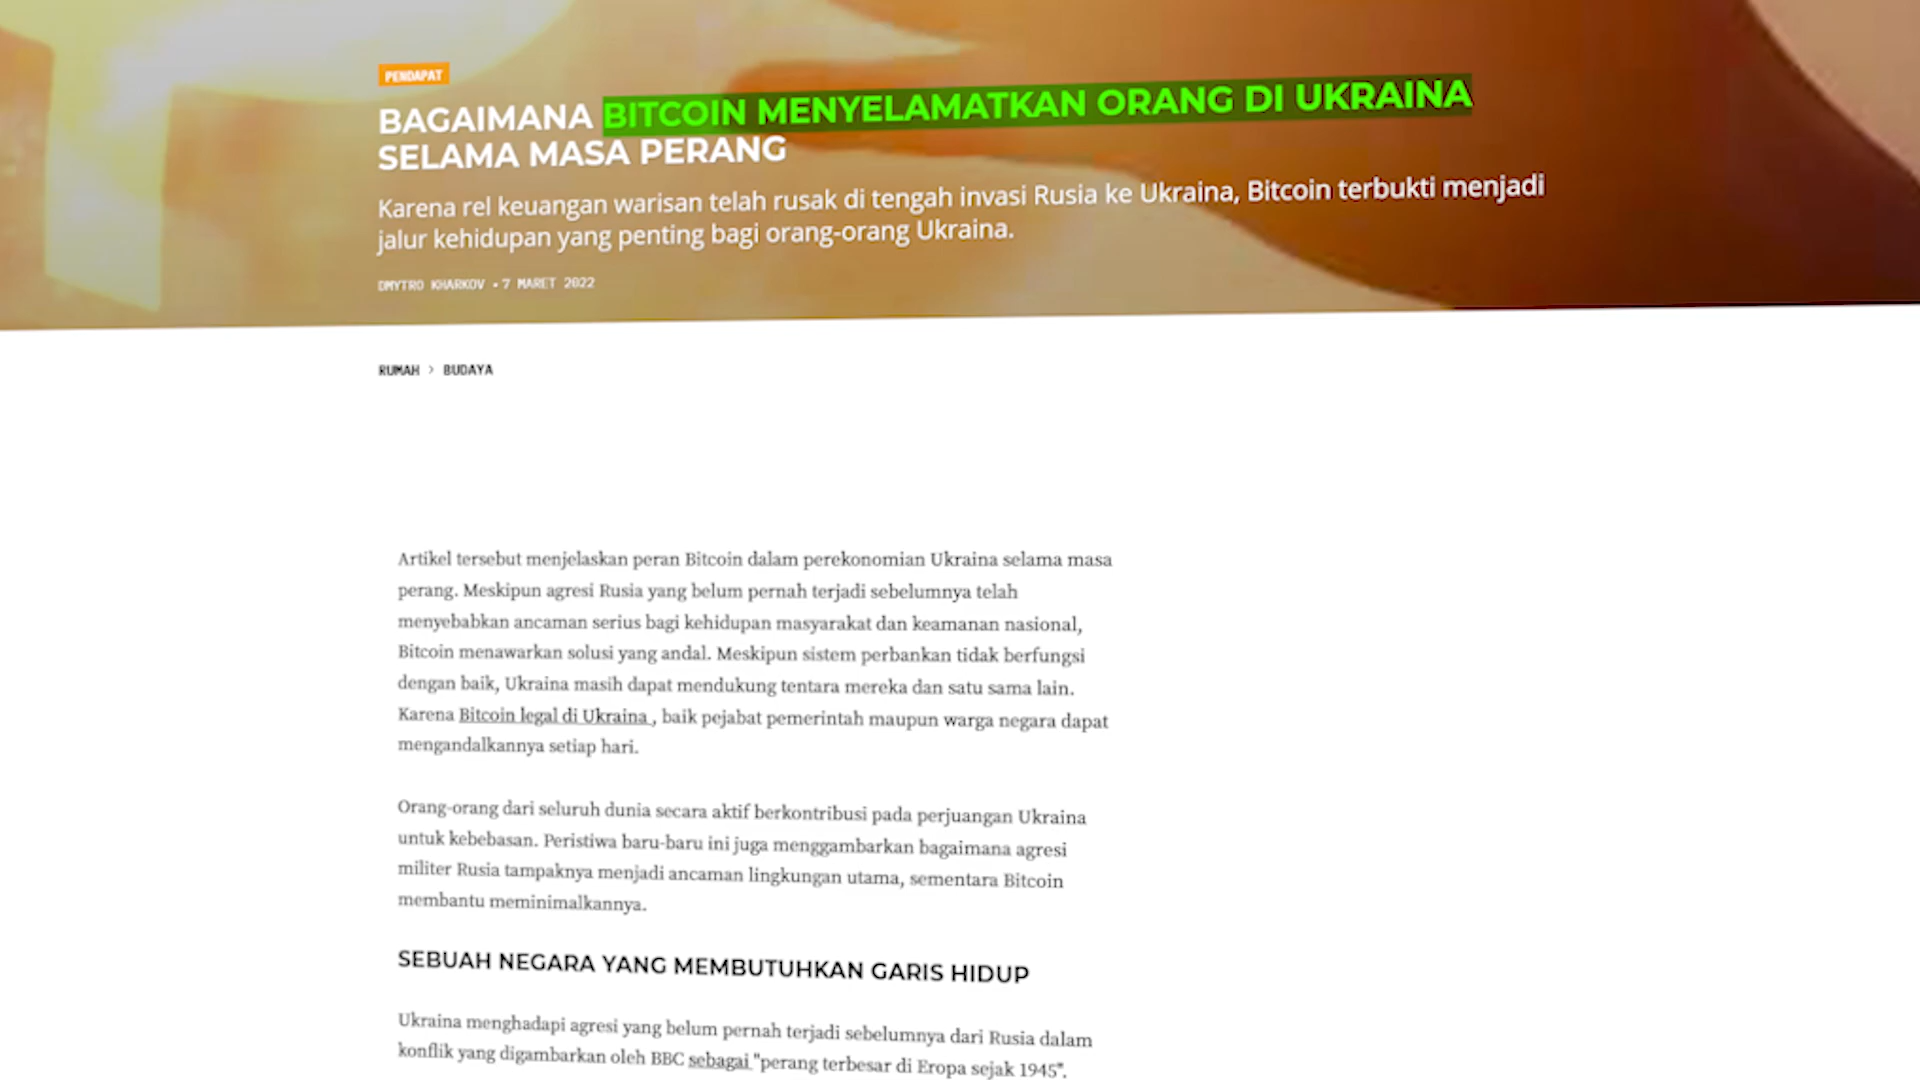 PENDAPAT
BAGAIMANA BITCOIN MENYELAMATKAN ORANG DI UKRAINA
SELAMA MASA PERANG
Karena rel keuangan warisan telah rusak di tengah invasi Rusia ke Ukraina, Bitcoin terbukti menjadi
jalur kehidupan yang penting bagi orang-orang Ukraina.
DMYTRO KHARKOV • 7 MARET 2022
RUMAH > BUDAYA
Artikel tersebut menjelaskan peran Bitcoin dalam perekonomian Ukraina selama masa
perang. Meskipun agresi Rusia yang belum pernah terjadi sebelumnya telah
menyebabkan ancaman serius bagi kehidupan masyarakat dan keamanan nasional,
Bitcoin menawarkan solusi yang andal. Meskipun sistem perbankan tidak berfungsi
dengan baik, Ukraina masih dapat mendukung tentara mereka dan satu sama lain.
Karena Bitcoin legal di Ukraina , baik pejabat pemerintah maupun warga negara dapat
mengandalkannya setiap hari.
Orang-orang dari seluruh dunia secara aktif berkontribusi pada perjuangan Ukraina
untuk kebebasan. Peristiwa baru-baru ini juga menggambarkan bagaimana agresi
militer Rusia tampaknya menjadi ancaman lingkungan utama, sementara Bitcoin
membantu meminimalkannya.
SEBUAH NEGARA YANG MEMBUTUHKAN GARIS HIDUP
Ukraina menghadapi agresi yang belum pernah terjadi sebelumnya dari Rusia dalam
konflik yang digambarkan oleh BBC sebagai "perang terbesar di Eropa sejak 1945".